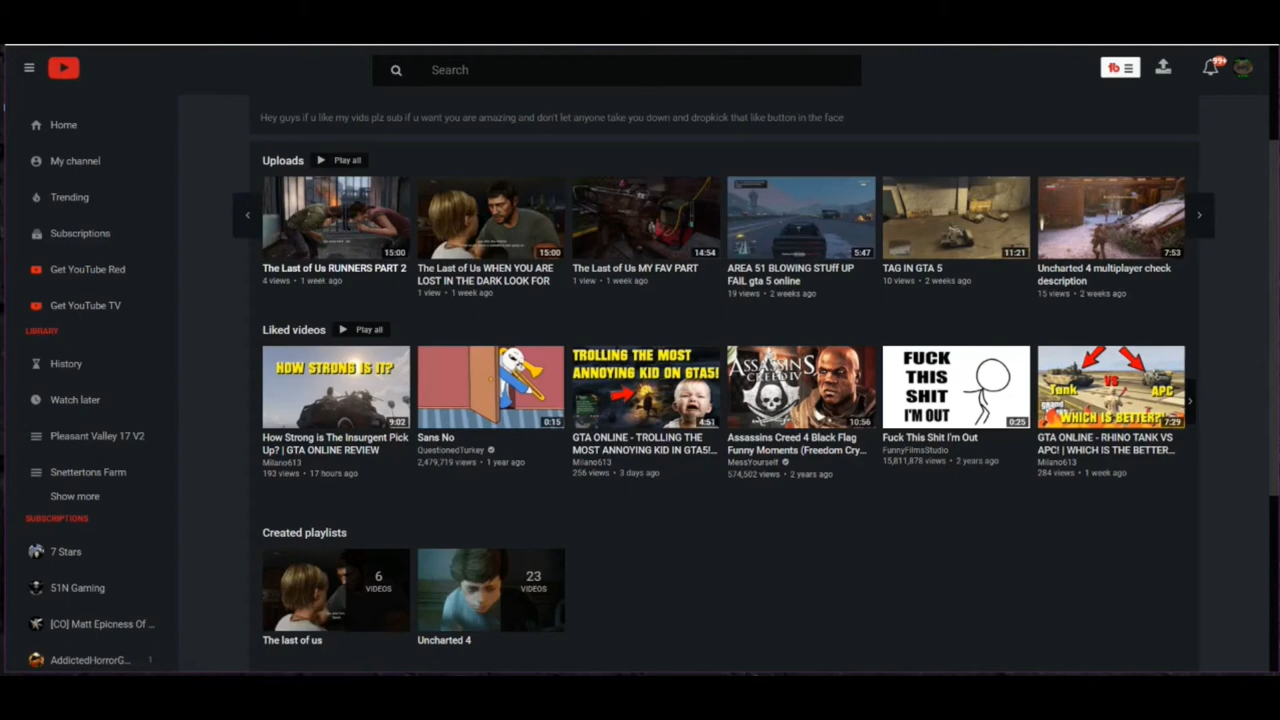 Search
tb
99+
Home
My channel
Trending
Subscriptions
Get YouTube Red
Get YouTube TV
LIBRARY
History
Watch later
Pleasant Valley 17 V2
Snettertons Farm
Show more
SUBSCRIPTIONS
7 Stars
51N Gaming
[CO] Matt Epicness Of ...
AddictedHorrorG... 1
Hey guys if u like my vids plz sub if u want you are amazing and don't let anyone take you down and dropkick that like button in the face
Uploads Play all
15:00
15:00
14:54
5:47
11:21
7:53
The Last of Us RUNNERS PART 2
4 views • 1 week ago
The Last of Us WHEN YOU ARE
LOST IN THE DARK LOOK FOR
1 view • 1 week ago
The Last of Us MY FAV PART
1 view • 1 week ago
AREA 51 BLOWING STUff UP
FAIL gta 5 online
19 views • 2 weeks ago
TAG IN GTA 5
10 views • 2 weeks ago
Uncharted 4 multiplayer check
description
15 views • 2 weeks ago
Liked videos Play all
HOW STRONG IS IT?
9:02
0:15
TROLLING THE MOST
ANNOYING KID ON GTA5!
4:51
ASSASSINS
CREED IV
10:56
FUCK
THIS
SHIT
I'M OUT
0:25
Tank
VS
APC
WHICH IS BETTER?
7:29
How Strong is The Insurgent Pick
Up? | GTA ONLINE REVIEW
Milano613
193 views • 17 hours ago
Sans No
QuestionedTurkey
2,479,719 views • 1 year ago
GTA ONLINE - TROLLING THE
MOST ANNOYING KID IN GTA5!...
Milano613
256 views • 3 days ago
Assassins Creed 4 Black Flag
Funny Moments (Freedom Cry...
MessYourself
574,502 views • 2 years ago
Fuck This Shit I'm Out
FunnyFilmsStudio
15,811,878 views • 2 years ago
GTA ONLINE - RHINO TANK VS
APC! | WHICH IS THE BETTER...
Milano613
284 views • 1 week ago
Created playlists
6
VIDEOS
23
VIDEOS
The last of us
Uncharted 4